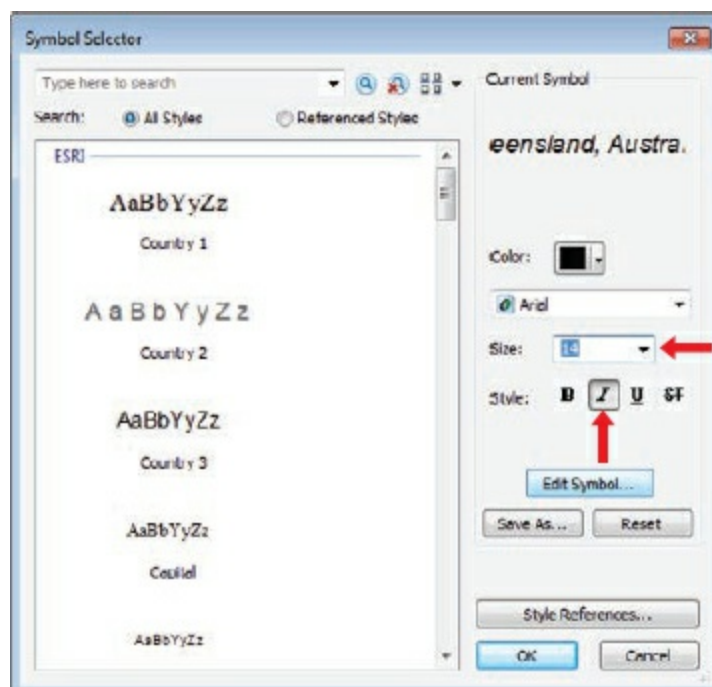 Symbol Selector
Type here to search
Search:
All Styles
Referenced Styles
ESRI
AaBbYyZz
Country 1
AaBbYyZz
Country 2
AaBbYyZz
Country 3
AaBbYyZz
Capital
AaBbYyZz
Current Symbol
eensland, Austra.
Color:
Arial
Size: 14
Style: B I U ST
Edit Symbol...
Save As... Reset
Style References...
OK Cancel